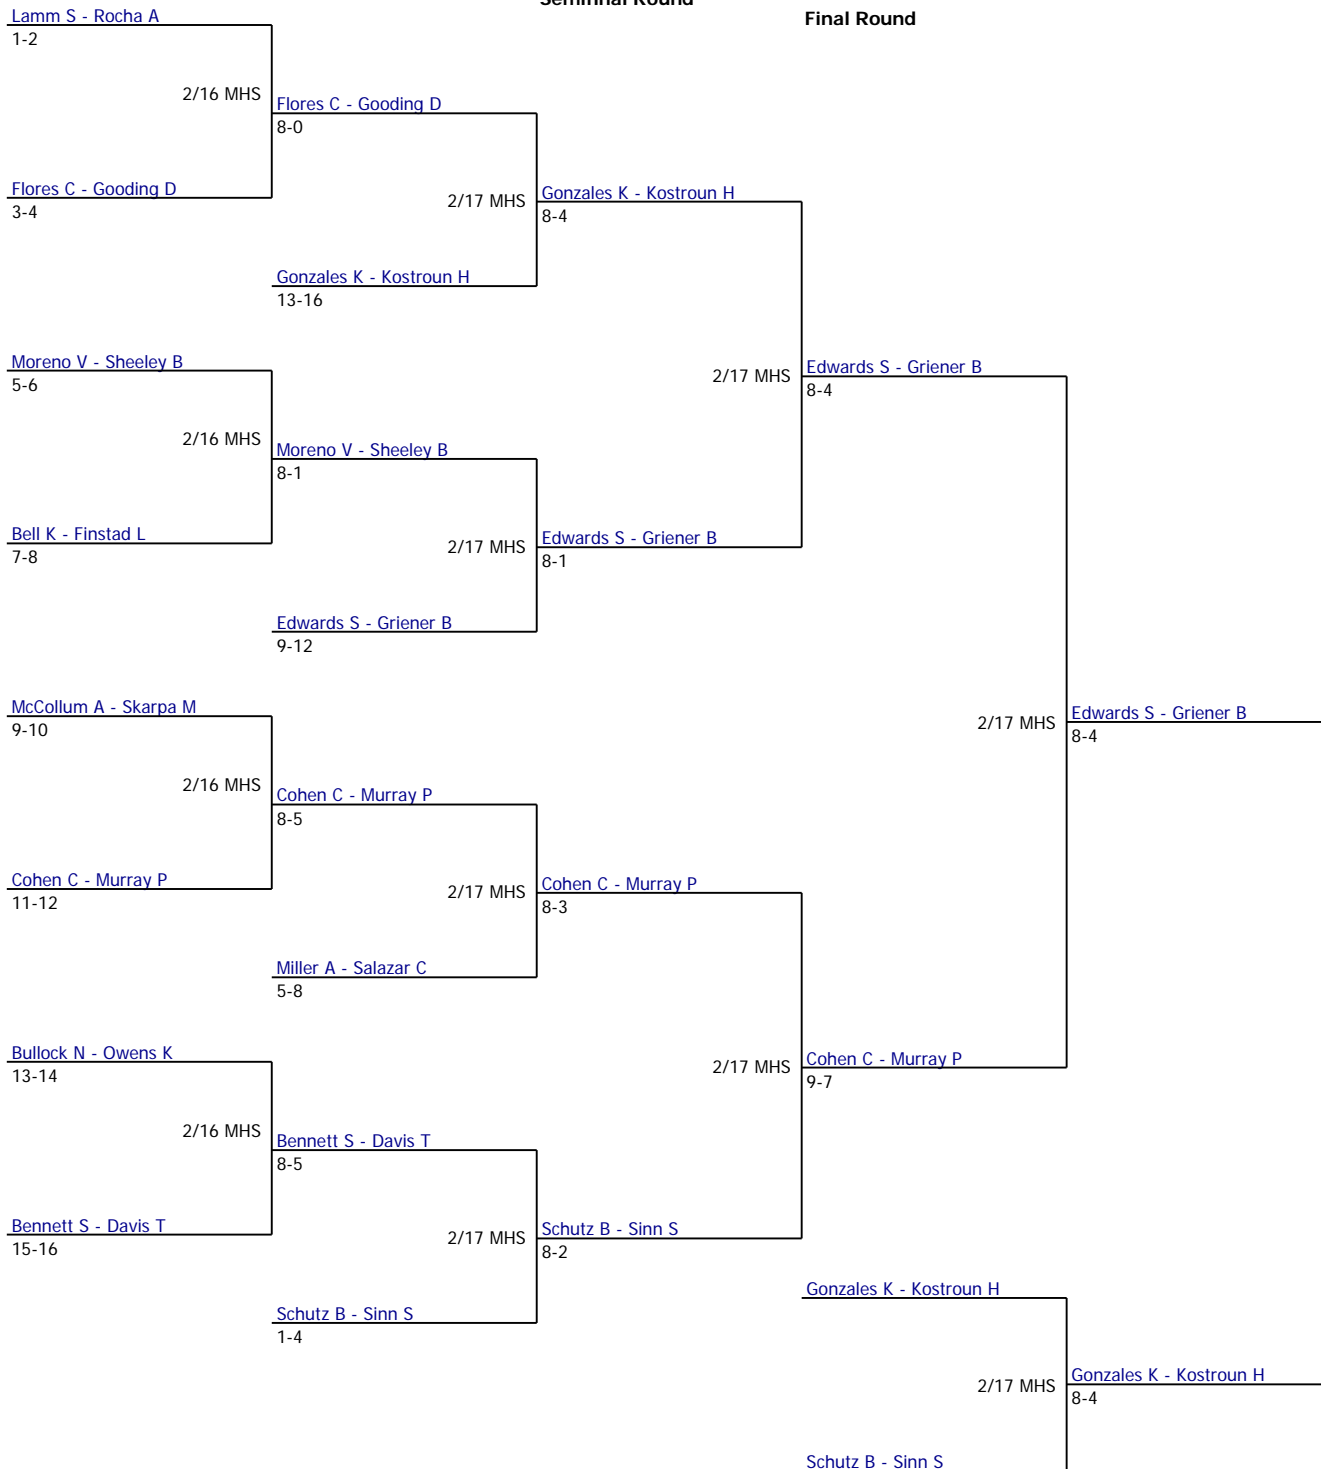 Semifinal Round
Final Round
Lamm S - Rocha A
1-2
2/16 MHS
Flores C - Gooding D
8-0
Flores C - Gooding D
3-4
2/17 MHS
Gonzales K - Kostroun H
8-4
Gonzales K - Kostroun H
13-16
Moreno V - Sheeley B
5-6
2/17 MHS
Edwards S - Griener B
8-4
2/16 MHS
Moreno V - Sheeley B
8-1
Bell K - Finstad L
7-8
2/17 MHS
Edwards S - Griener B
8-1
Edwards S - Griener B
9-12
McCollum A - Skarpa M
9-10
2/17 MHS
Edwards S - Griener B
8-4
2/16 MHS
Cohen C - Murray P
8-5
Cohen C - Murray P
11-12
2/17 MHS
Cohen C - Murray P
8-3
Miller A - Salazar C
5-8
Bullock N - Owens K
13-14
2/17 MHS
Cohen C - Murray P
9-7
2/16 MHS
Bennett S - Davis T
8-5
Bennett S - Davis T
15-16
2/17 MHS
Schutz B - Sinn S
8-2
Gonzales K - Kostroun H
Schutz B - Sinn S
1-4
2/17 MHS
Gonzales K - Kostroun H
8-4
Schutz B - Sinn S